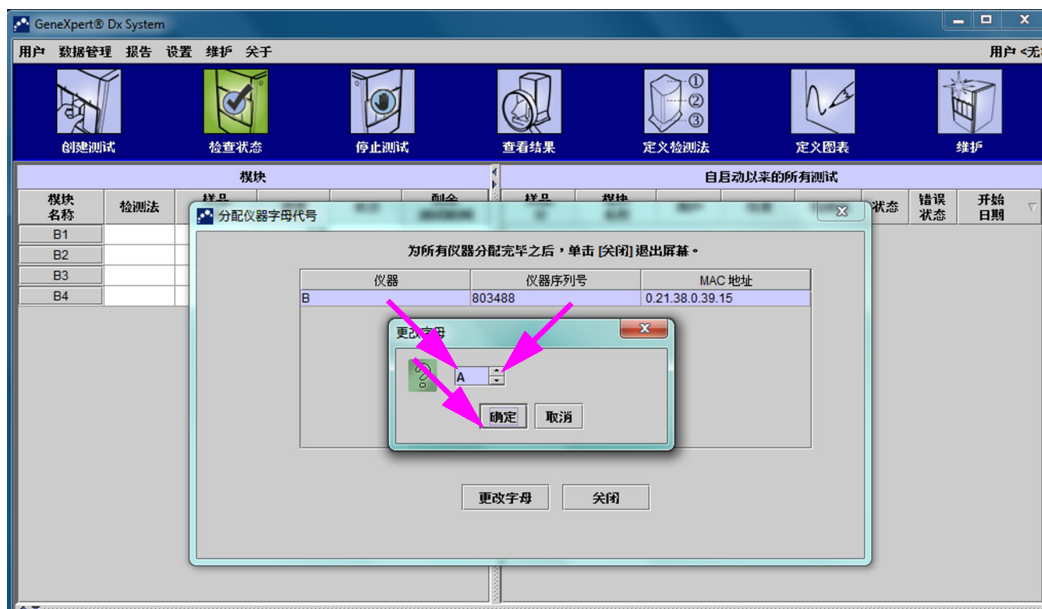 GeneXpert® Dx System
用户 数据管理 报告 设置 维护 关于 用户 <无
创建测试 检查状态 停止测试 查看结果 定义检测法 定义图表 维护
模块 自启动以来的所有测试
模块名称 检测法 样品 剩余 样品 模块 状态 错误状态 开始日期
B1
B2
B3
B4
分配仪器字母代号
为所有仪器分配完毕之后，单击 [关闭] 退出屏幕。
仪器 仪器序列号 MAC 地址
B 803488 0.21.38.0.39.15
更改字母
A
确定 取消
更改字母 关闭